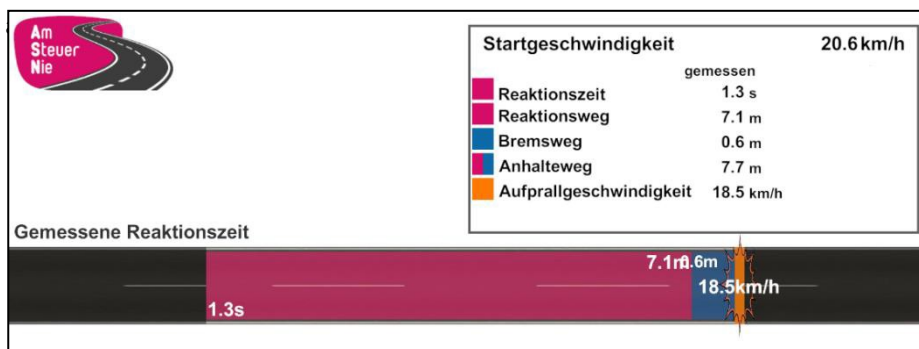 Am
Steuer
Nie
Startgeschwindigkeit 20.6 km/h
gemessen
Reaktionszeit 1.3 s
Reaktionsweg 7.1 m
Bremsweg 0.6 m
Anhalteweg 7.7 m
Aufprallgeschwindigkeit 18.5 km/h
Gemessene Reaktionszeit
7.1m 0.6m
18.5km/h
1.3s